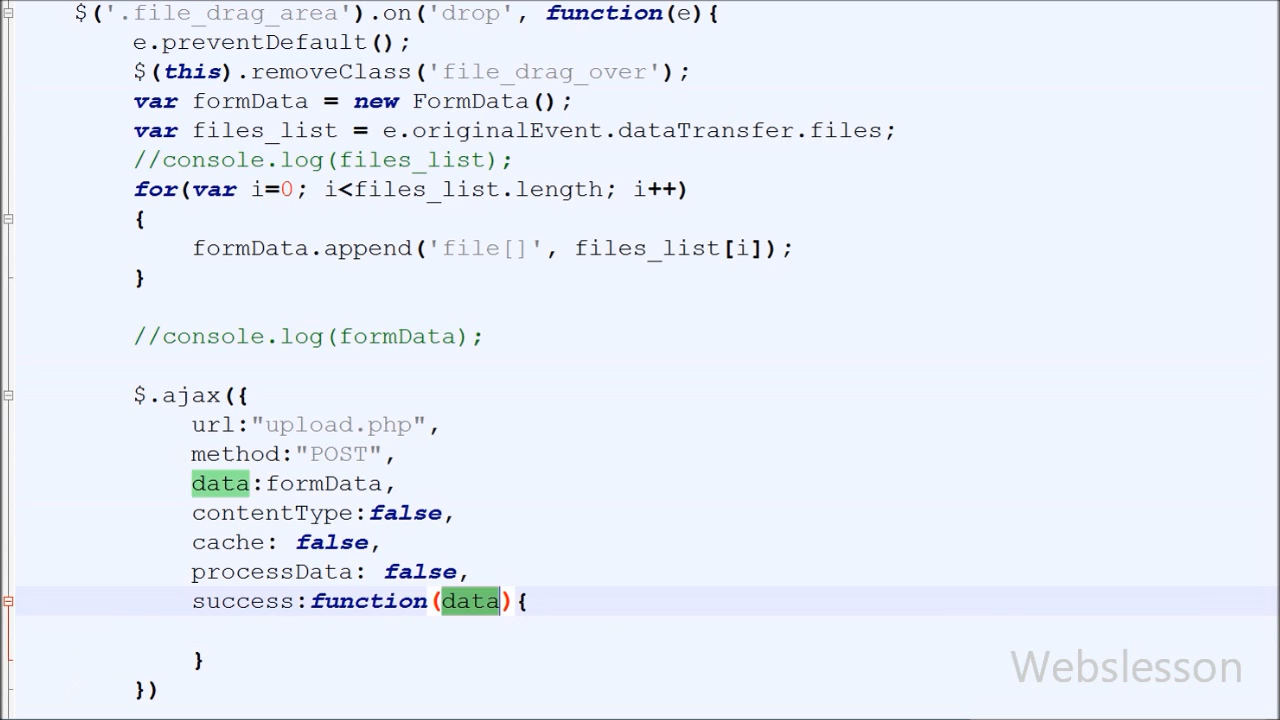 $('.file_drag_area').on('drop', function(e){
    e.preventDefault();
    $(this).removeClass('file_drag_over');
    var formData = new FormData();
    var files_list = e.originalEvent.dataTransfer.files;
    //console.log(files_list);
    for(var i=0; i<files_list.length; i++)
    {
        formData.append('file[]', files_list[i]);
    }
    //console.log(formData);
    $.ajax({
        url:"upload.php",
        method:"POST",
        data:formData,
        contentType:false,
        cache: false,
        processData: false,
        success:function(data){
        }
    })
Webslesson